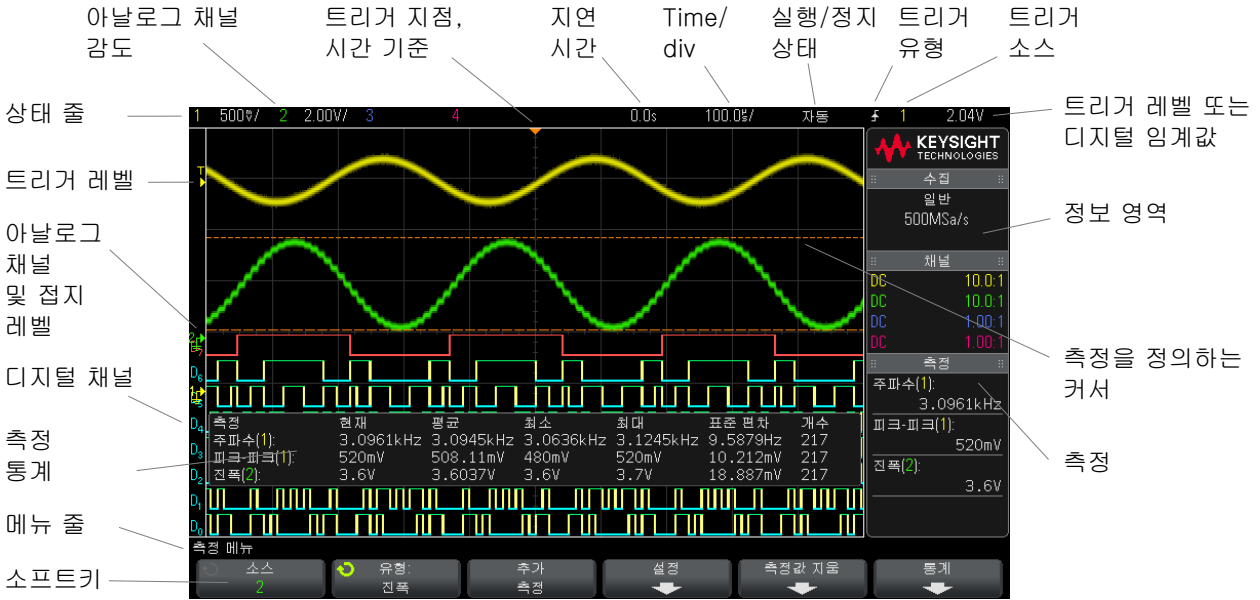 아날로그 채널
감도
트리거 지점,
시간 기준
지연
시간
Time/
div
실행/정지
상태
트리거
유형
트리거
소스
상태 줄
트리거 레벨
아날로그
채널
및 접지
레벨
디지털 채널
측정
통계
메뉴 줄
소프트키
1 500mV/ 2 2.00V/ 3 4 0.0s 100.0us/ 자동 1 2.04V
T
KEYSIGHT
TECHNOLOGIES
수집
일반
500MSa/s
채널
DC 10.0:1
DC 10.0:1
DC 1.00:1
DC 1.00:1
측정
주파수(1):
3.0961kHz
피크-피크(1):
520mV
진폭(2):
3.6V
D6
D4
D3
D2
D1
D0
측정 현재 평균 최소 최대 표준 편차 개수
주파수(1): 3.0961kHz 3.0945kHz 3.0636kHz 3.1245kHz 9.5879Hz 217
피크-피크(1): 520mV 508.11mV 480mV 520mV 10.212mV 217
진폭(2): 3.6V 3.6037V 3.6V 3.7V 18.887mV 217
측정 메뉴
소스
2
유형:
진폭
추가
측정
설정
측정값 지움
통계
트리거 레벨 또는
디지털 임계값
정보 영역
측정을 정의하는
커서
측정